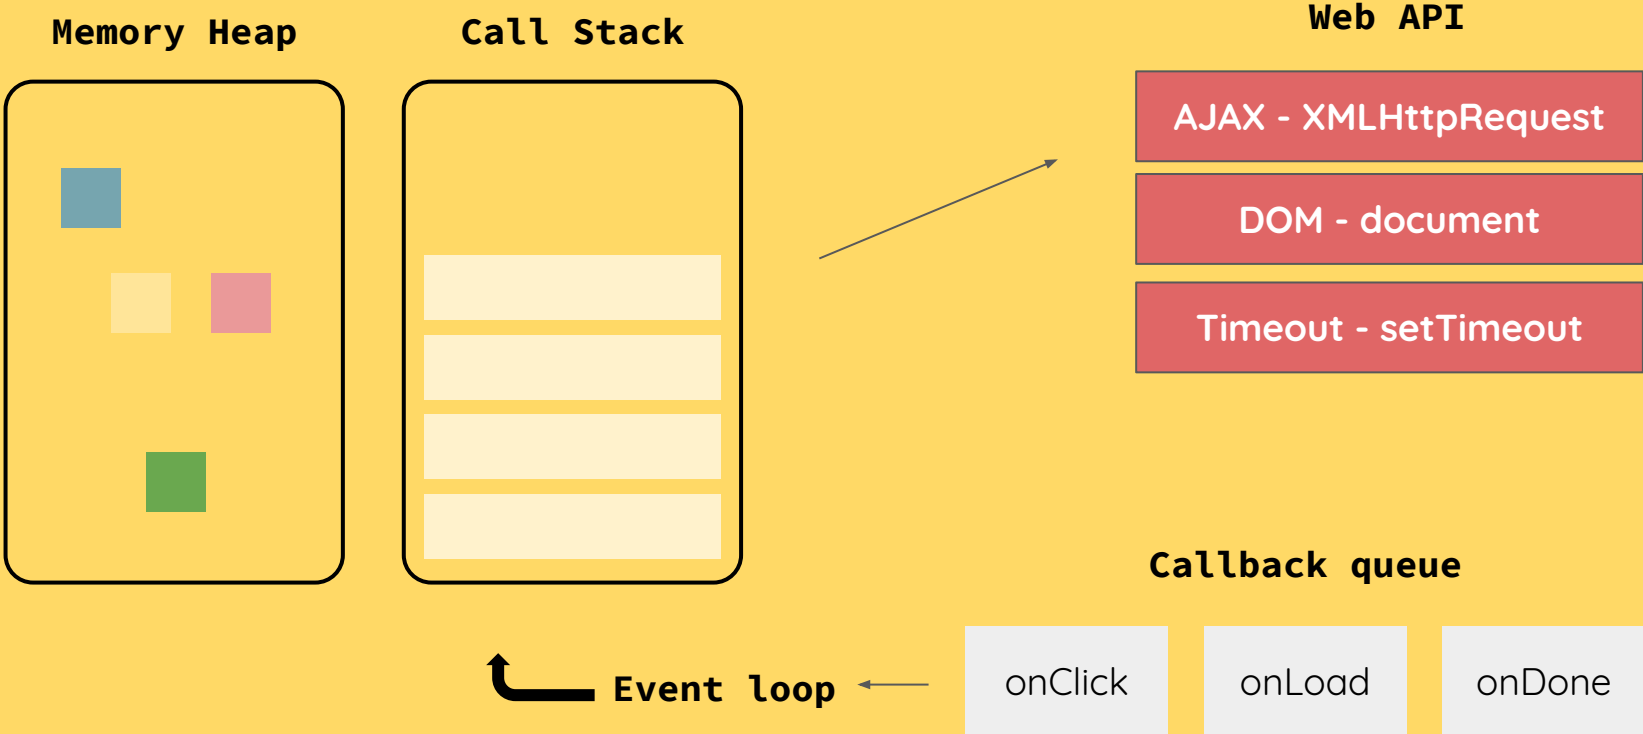 Memory Heap
Call Stack
Web API
AJAX - XMLHttpRequest
DOM - document
Timeout - setTimeout
Callback queue
Event loop
onClick
onLoad
onDone